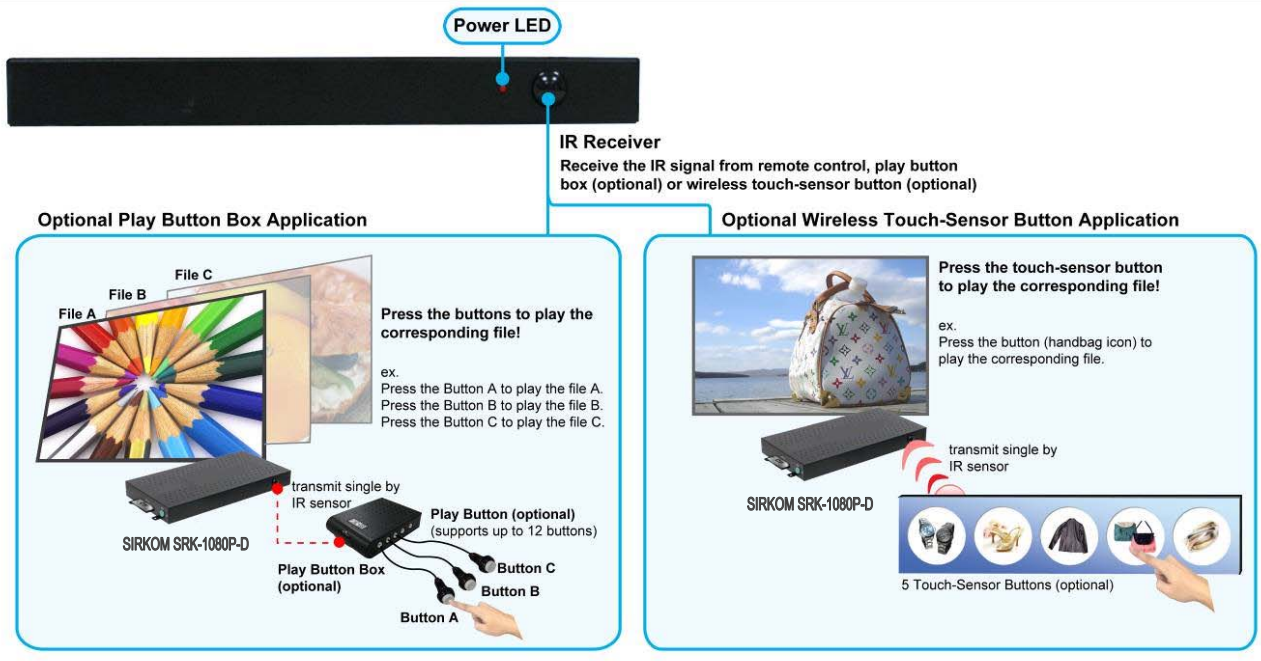 Power LED
IR Receiver
Receive the IR signal from remote control, play button
box (optional) or wireless touch-sensor button (optional)
Optional Play Button Box Application
File A
File B
File C
Press the buttons to play the
corresponding file!
ex.
Press the Button A to play the file A.
Press the Button B to play the file B.
Press the Button C to play the file C.
transmit single by
IR sensor
SIRKOM SRK-1080P-D
Play Button (optional)
(supports up to 12 buttons)
Play Button Box
(optional)
Button C
Button B
Button A
Optional Wireless Touch-Sensor Button Application
Press the touch-sensor button
to play the corresponding file!
ex.
Press the button (handbag icon) to
play the corresponding file.
transmit single by
IR sensor
SIRKOM SRK-1080P-D
5 Touch-Sensor Buttons (optional)